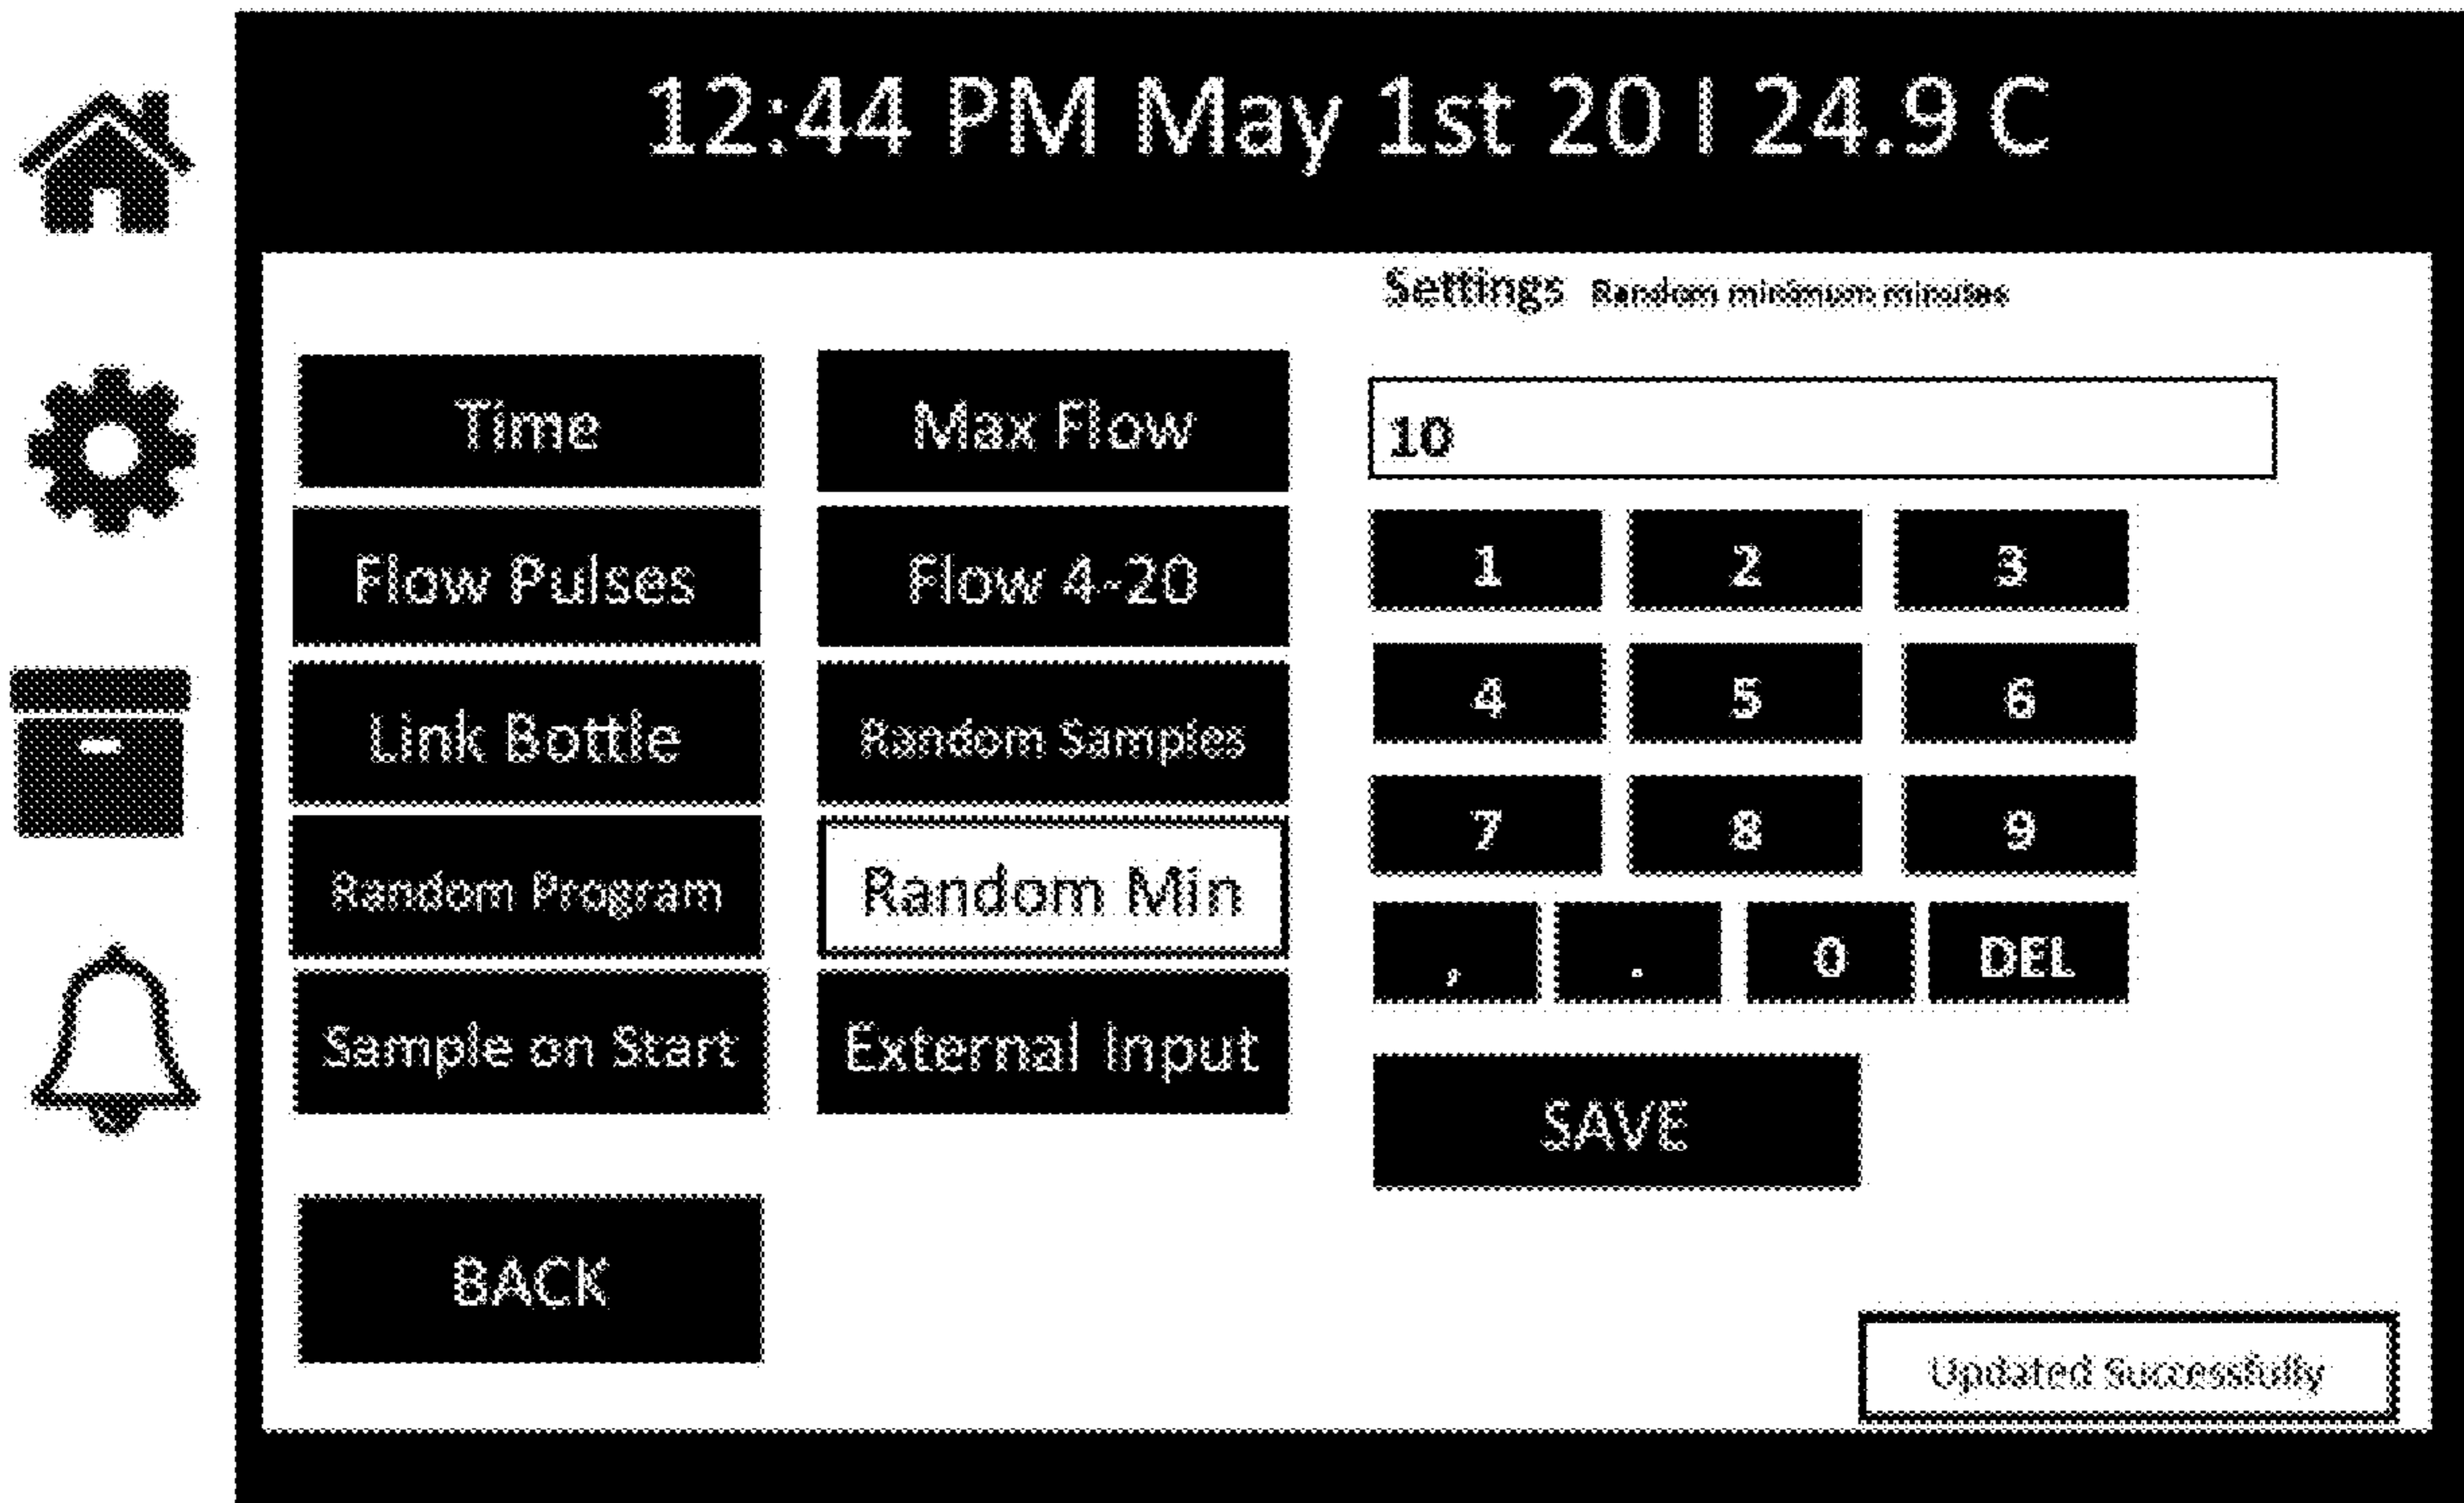 12:44 PM May 1st 20 I 24.9 C
Settings Random minimum minutes
Time
Max Flow
10
Flow Pulses
Flow 4-20
1 2 3
Link Bottle
Random Samples
4 5 6
Random Program
Random Min
7 8 9
, . 0 DEL
Sample on Start
External Input
SAVE
BACK
Updated Successfully